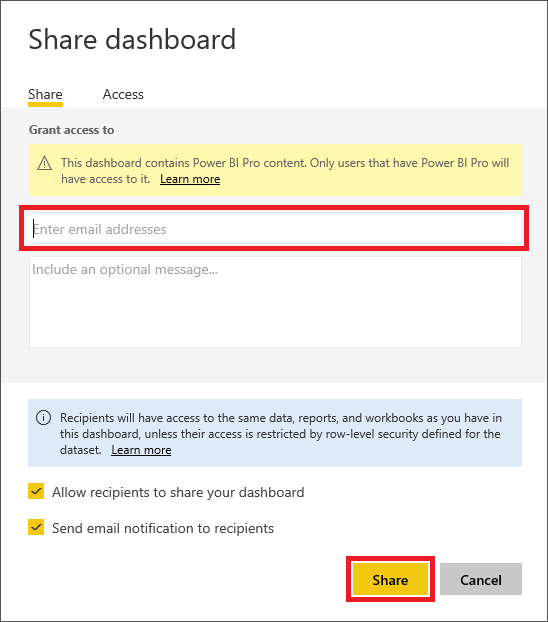 Share dashboard
Share Access
Grant access to
This dashboard contains Power BI Pro content. Only users that have Power BI Pro will
have access to it. Learn more
Enter email addresses
Include an optional message...
Recipients will have access to the same data, reports, and workbooks as you have in
this dashboard, unless their access is restricted by row-level security defined for the
dataset. Learn more
Allow recipients to share your dashboard
Send email notification to recipients
Share Cancel